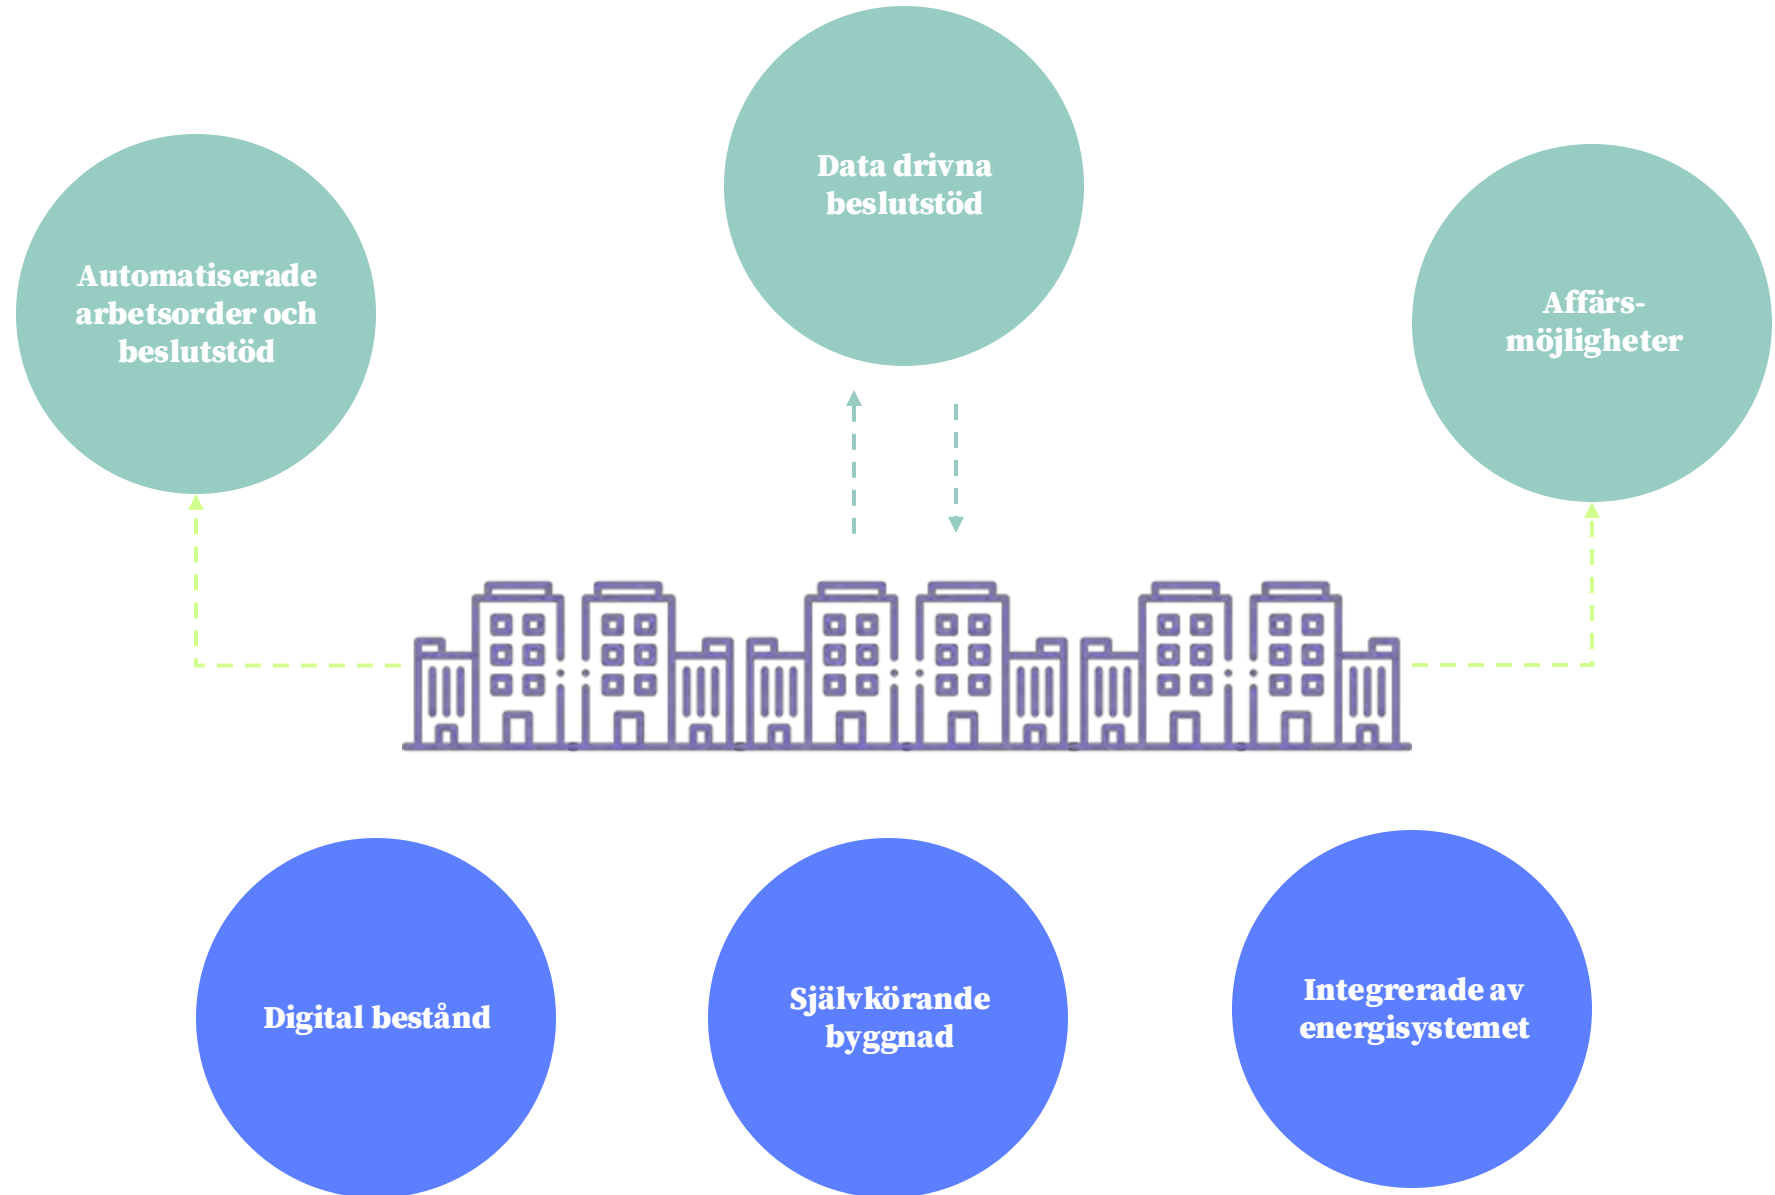 Data drivna
beslutstöd
Automatiserade
arbetsorder och
beslutstöd
Affärs-
möjligheter
Digital bestånd
Självkörande
byggnad
Integrerade av
energisystemet